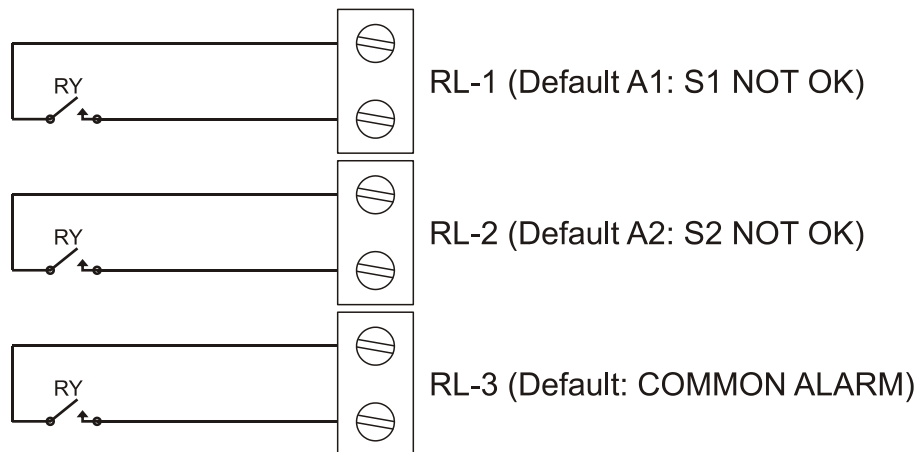 RY
RL-1 (Default A1: S1 NOT OK)
RY
RL-2 (Default A2: S2 NOT OK)
RY
RL-3 (Default: COMMON ALARM)